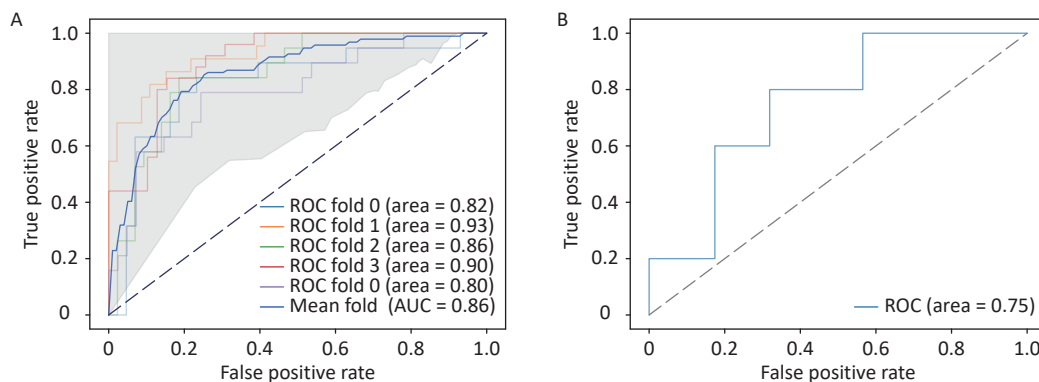 A
1.0
0.8
0.6
0.4
0.2
0
True positive rate
ROC fold 0 (area = 0.82)
ROC fold 1 (area = 0.93)
ROC fold 2 (area = 0.86)
ROC fold 3 (area = 0.90)
ROC fold 0 (area = 0.80)
Mean fold (AUC = 0.86)
0 0.2 0.4 0.6 0.8 1.0
False positive rate
B
1.0
0.8
0.6
0.4
0.2
0
True positive rate
ROC (area = 0.75)
0 0.2 0.4 0.6 0.8 1.0
False positive rate